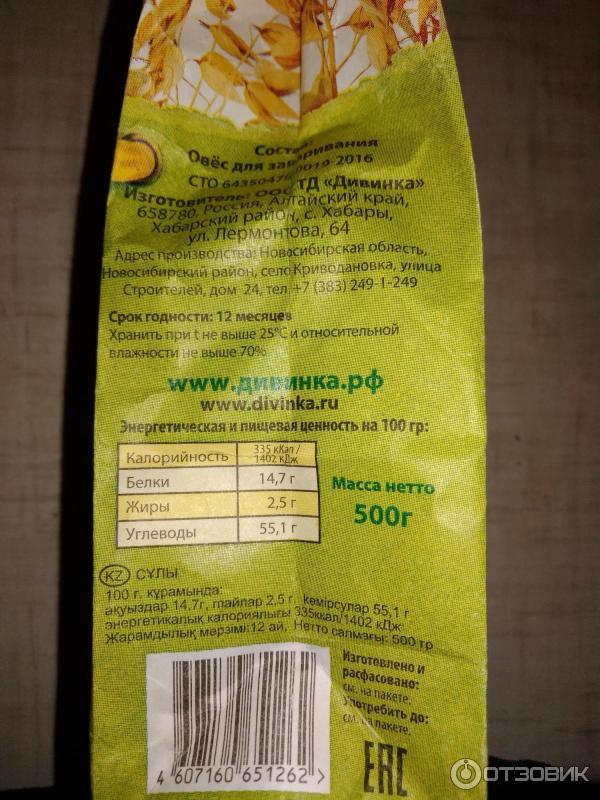 Состав:
Овёс для заваривания
СТО 64350476-0019-2016
Изготовитель: ООО ТД «Дивинка»
658780, Россия, Алтайский край,
Хабарский район, с. Хабары,
ул. Лермонтова, 64
Адрес производства: Новосибирская область,
Новосибирский район, село Криводановка, улица
Строителей, дом 24, тел. +7 (383) 249-1-249
Срок годности: 12 месяцев
Хранить при t не выше 25°С и относительной
влажности не выше 70%
www.дивинка.рф
www.divinka.ru
Энергетическая и пищевая ценность на 100 гр:
Калорийность 335 кКал / 1402 кДж
Белки 14,7 г
Жиры 2,5 г
Углеводы 55,1 г
Масса нетто
500г
KZ СҰЛЫ
100 г. құрамында:
ақуыздар 14,7г, майлар 2,5 г, көмірсулар 55,1 г
энергетикалық калориялығы 335ккал/1402 кДж
Жарамдылық мәрзімі:12 ай, Нетто салмағы: 500 гр
Изготовлено и
расфасовано:
см. на пакете.
Употребить до:
см. на пакете.
4 607160 651262 >
EAC
ОТЗОВИК